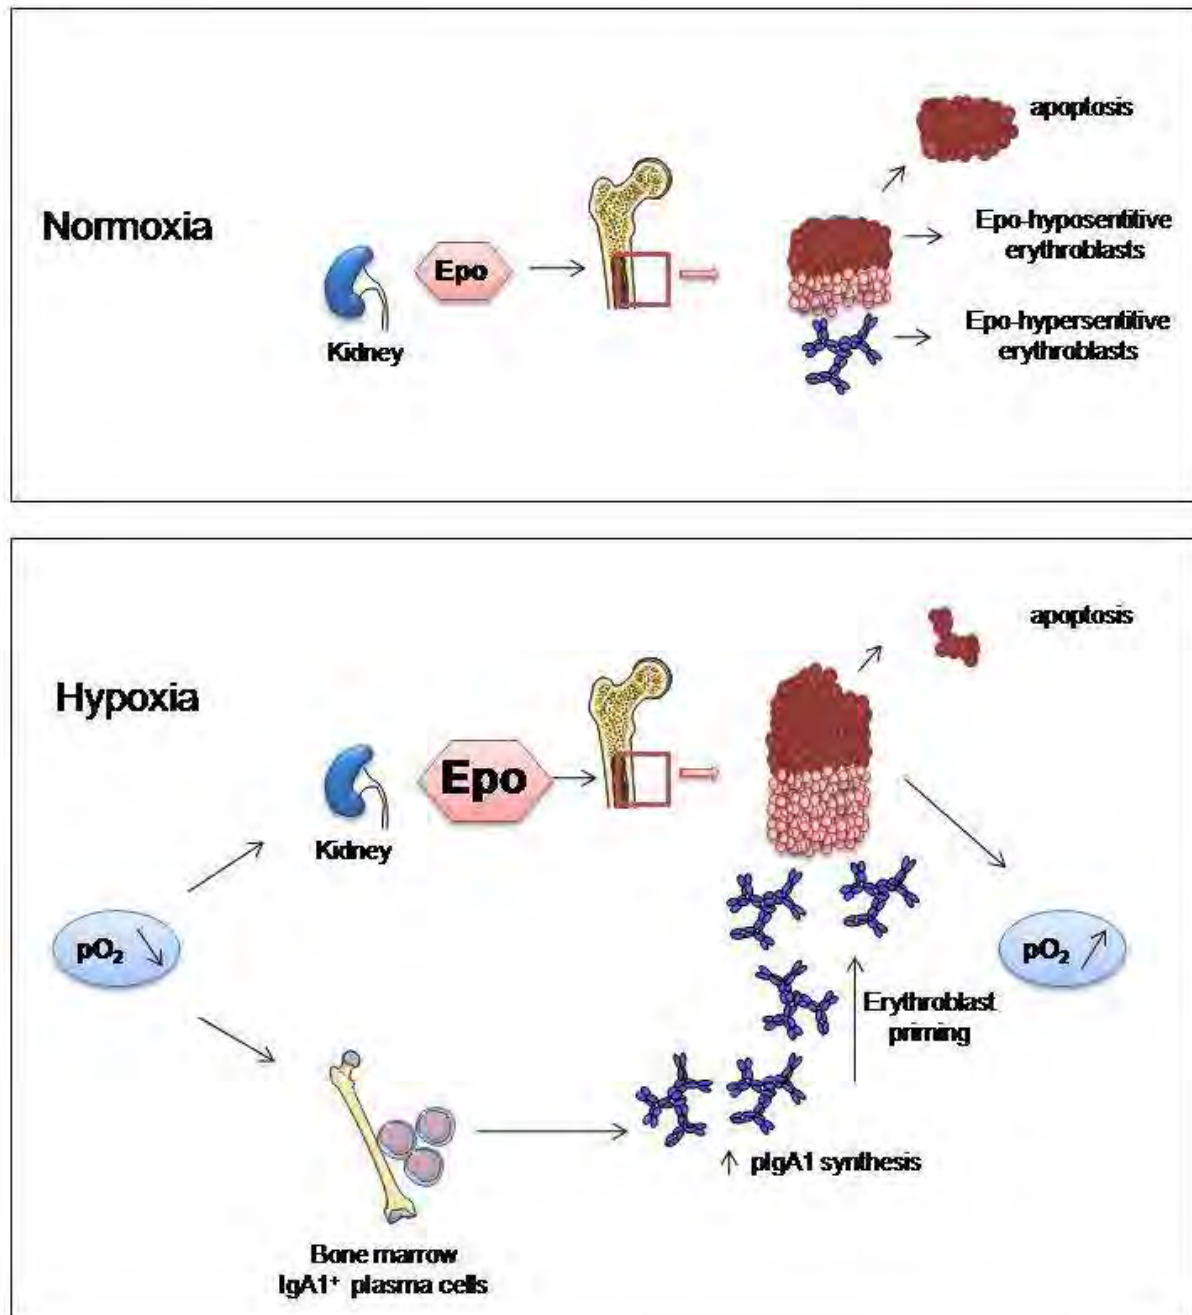 apoptosis
Normoxia
Epo-hyposentitive
erythroblasts
Epo
Epo-hypersentitive
erythroblasts
Kidney
apoptosis
Hypoxia
Epo
Kidney
pO₂
pO₂
Erythroblast
priming
pIgA1 synthesis
Bone marrow
IgA1⁺ plasma cells